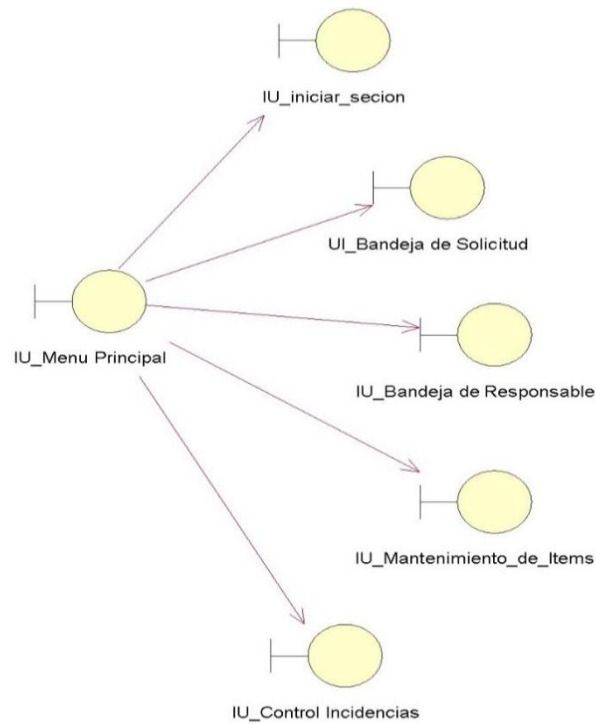 IU_iniciar_secion
UI_Bandeja de Solicitud
IU_Menu Principal
IU_Bandeja de Responsable
IU_Mantenimiento_de_Items
IU_Control Incidencias